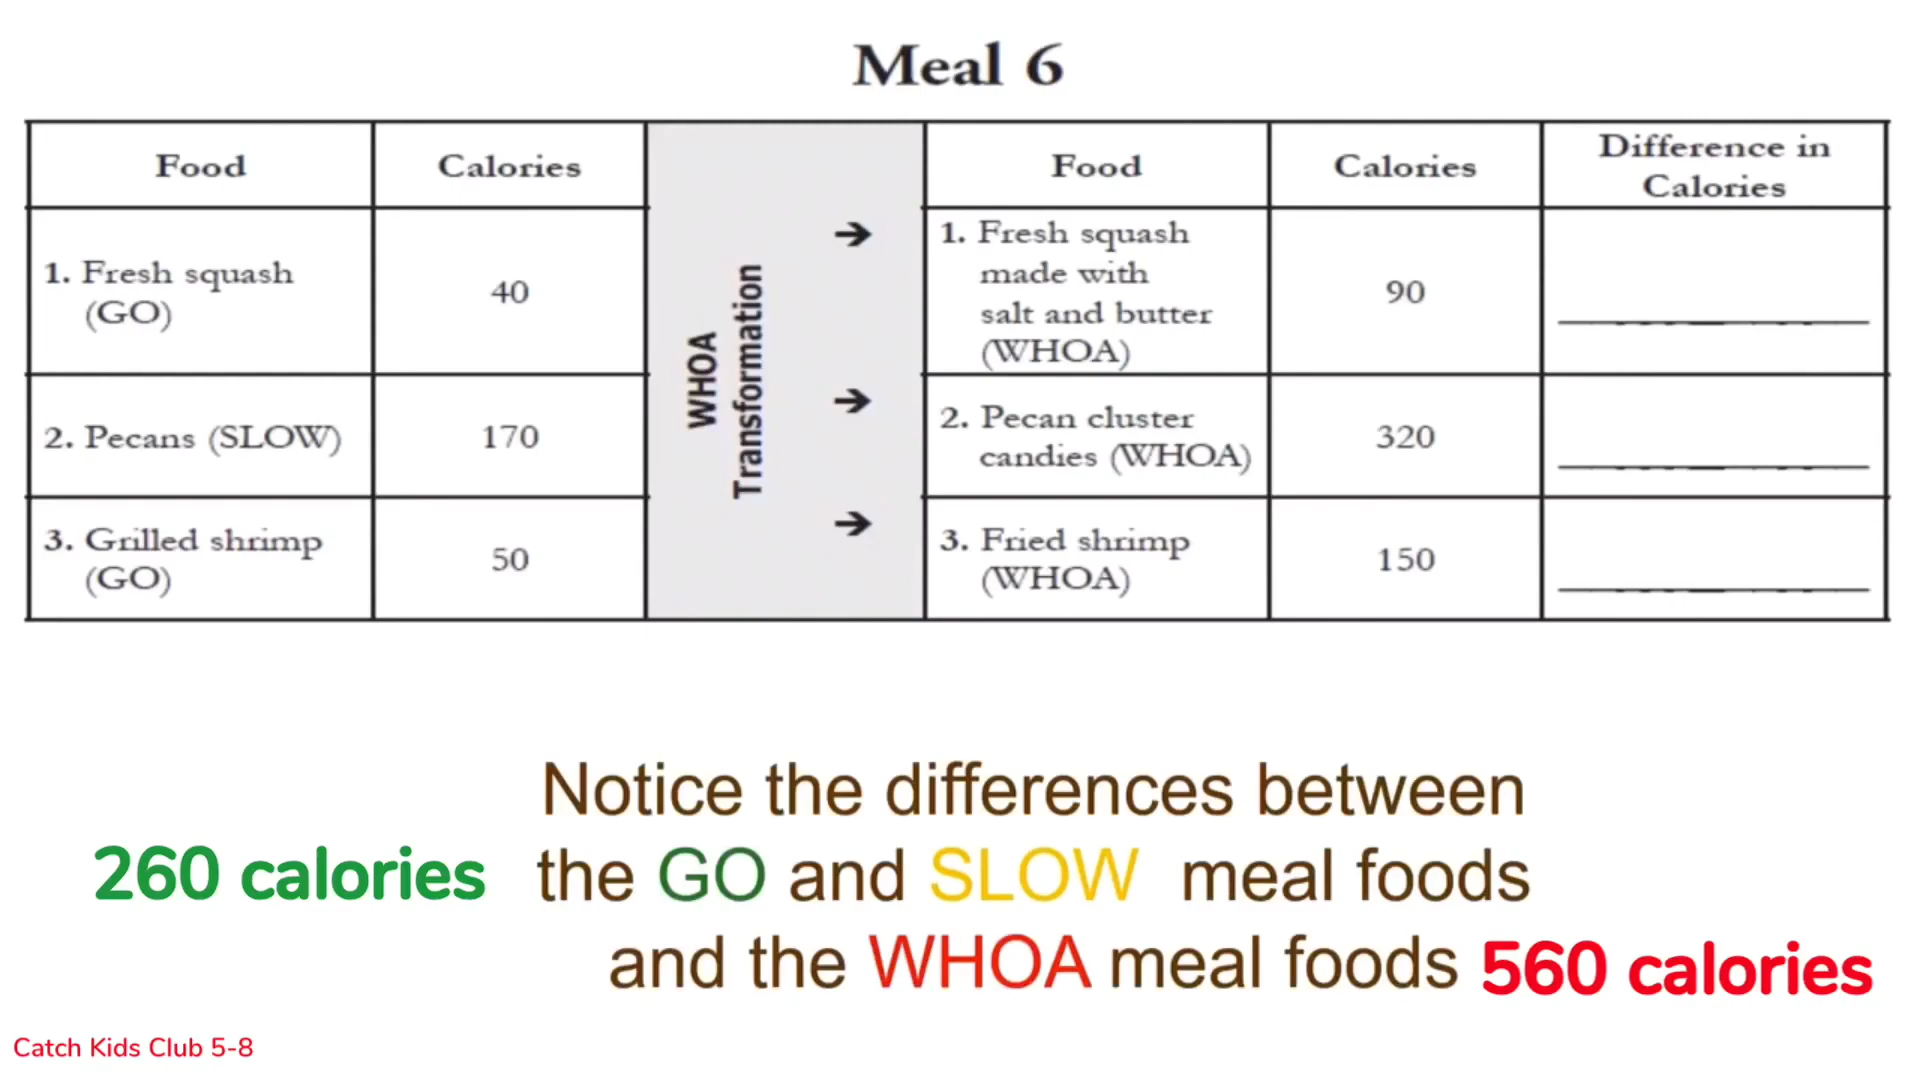 Meal 6
Food
Calories
WHOA
Transformation
Food
Calories
Difference in
Calories
1. Fresh squash
(GO)
40
→
1. Fresh squash
made with
salt and butter
(WHOA)
90
2. Pecans (SLOW)
170
→
2. Pecan cluster
candies (WHOA)
320
3. Grilled shrimp
(GO)
50
→
3. Fried shrimp
(WHOA)
150
Notice the differences between
260 calories
the GO and SLOW meal foods
and the WHOA meal foods
560 calories
Catch Kids Club 5-8